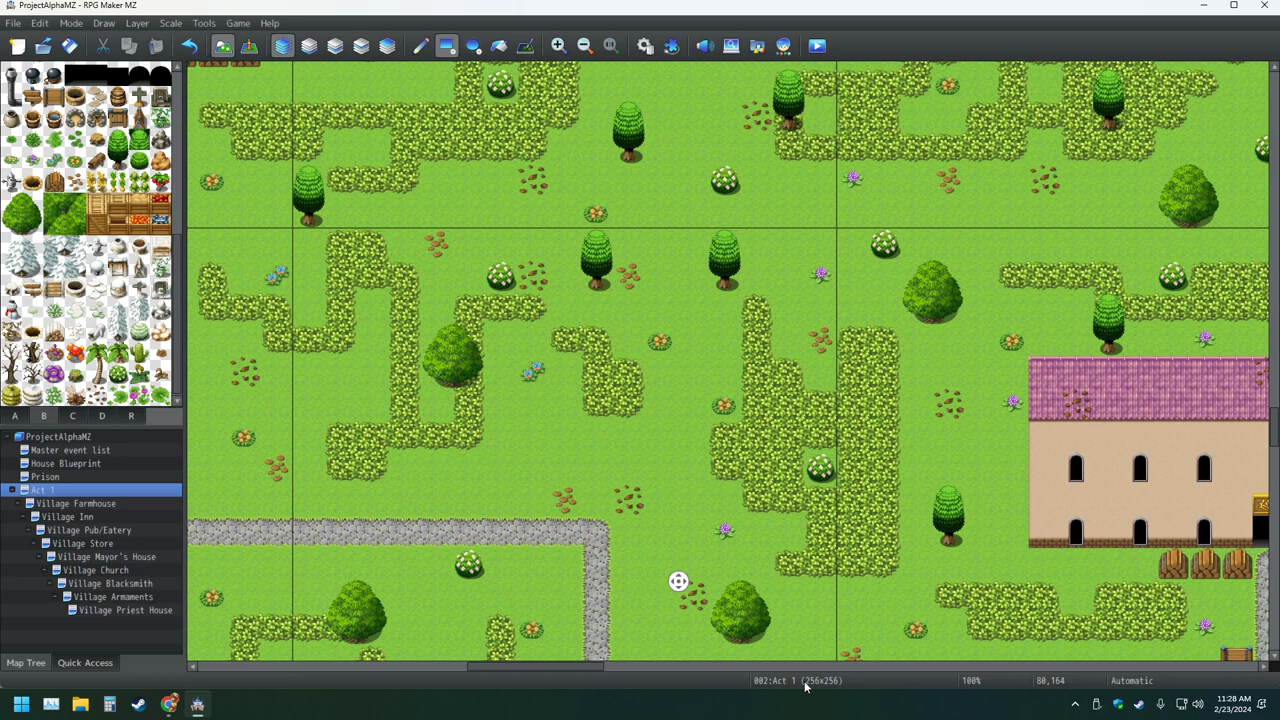 ProjectAlphaMZ - RPG Maker MZ
File Edit Mode Draw Layer Scale Tools Game Help
A B C D R
ProjectAlphaMZ
Master event list
House Blueprint
Prison
Act 1
Village Farmhouse
Village Inn
Village Pub/Eatery
Village Store
Village Mayor's House
Village Church
Village Blacksmith
Village Armaments
Village Priest House
Map Tree Quick Access
002:Act 1 (256×256) 100% 80,164 Automatic
11:28 AM
2/23/2024